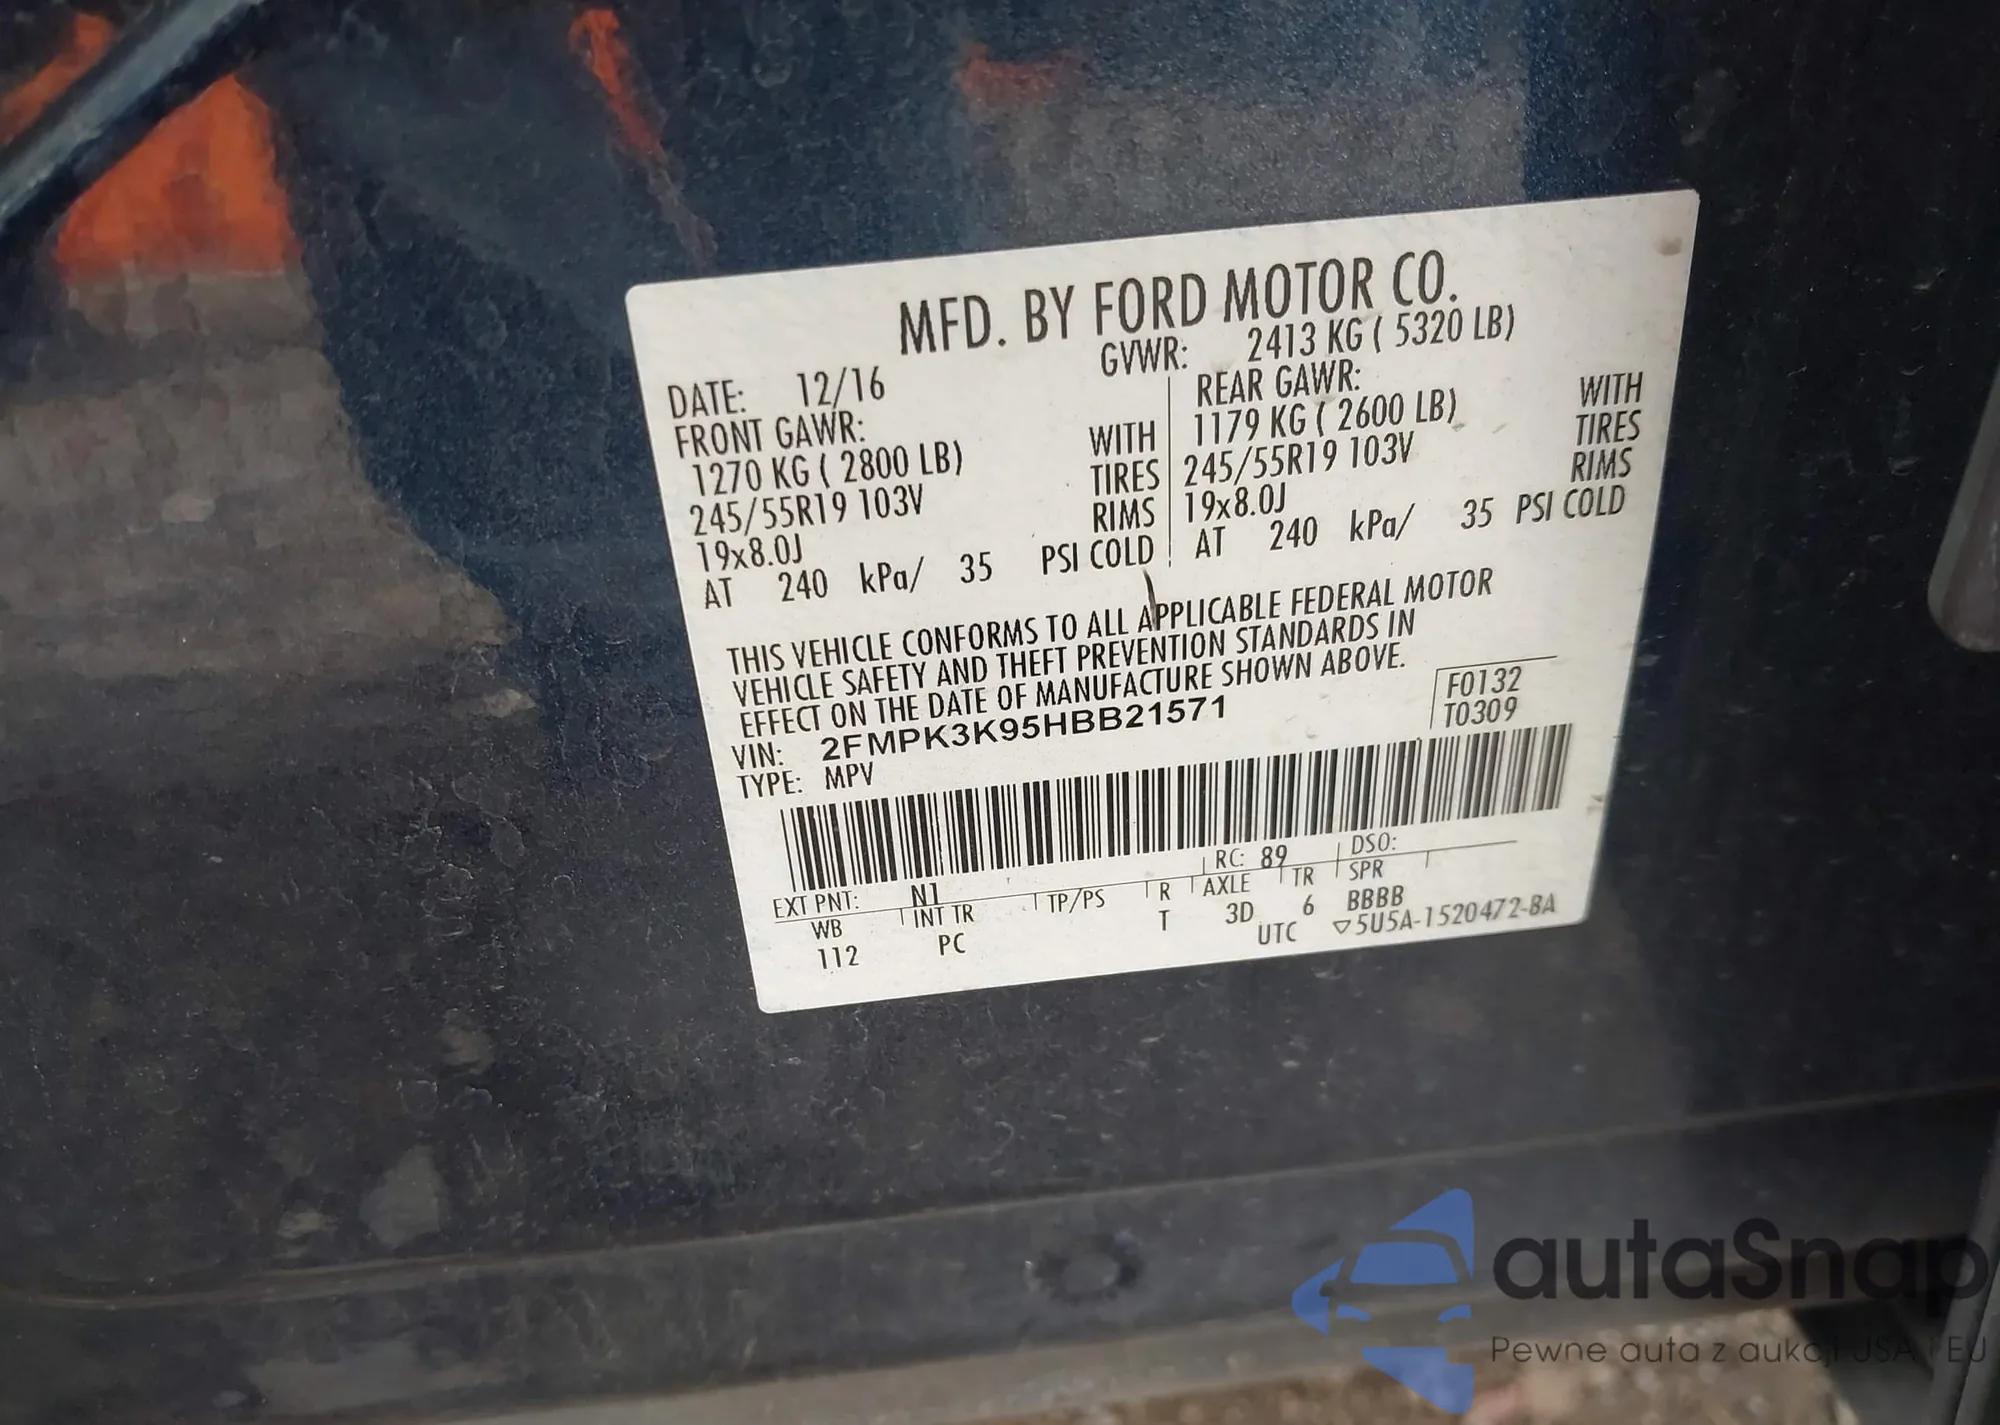 MFD. BY FORD MOTOR CO.
DATE: 12/16 GVWR: 2413 KG ( 5320 LB)
FRONT GAWR: REAR GAWR:
1270 KG ( 2800 LB) WITH 1179 KG ( 2600 LB) WITH
245/55R19 103V TIRES 245/55R19 103V TIRES
19x8.0J RIMS 19x8.0J RIMS
AT 240 kPa/ 35 PSI COLD AT 240 kPa/ 35 PSI COLD
THIS VEHICLE CONFORMS TO ALL APPLICABLE FEDERAL MOTOR
VEHICLE SAFETY AND THEFT PREVENTION STANDARDS IN
EFFECT ON THE DATE OF MANUFACTURE SHOWN ABOVE.
VIN: 2FMPK3K95HBB21571 F0132
TYPE: MPV T0309
EXT PNT: N1 RC: 89 DSO:
WB INT TR TP/PS R AXLE TR SPR
112 PC T 3D 6 BBBB
UTC ▽5U5A-1520472-BA
autaSnap
Pewne auta z aukcji USA i EU